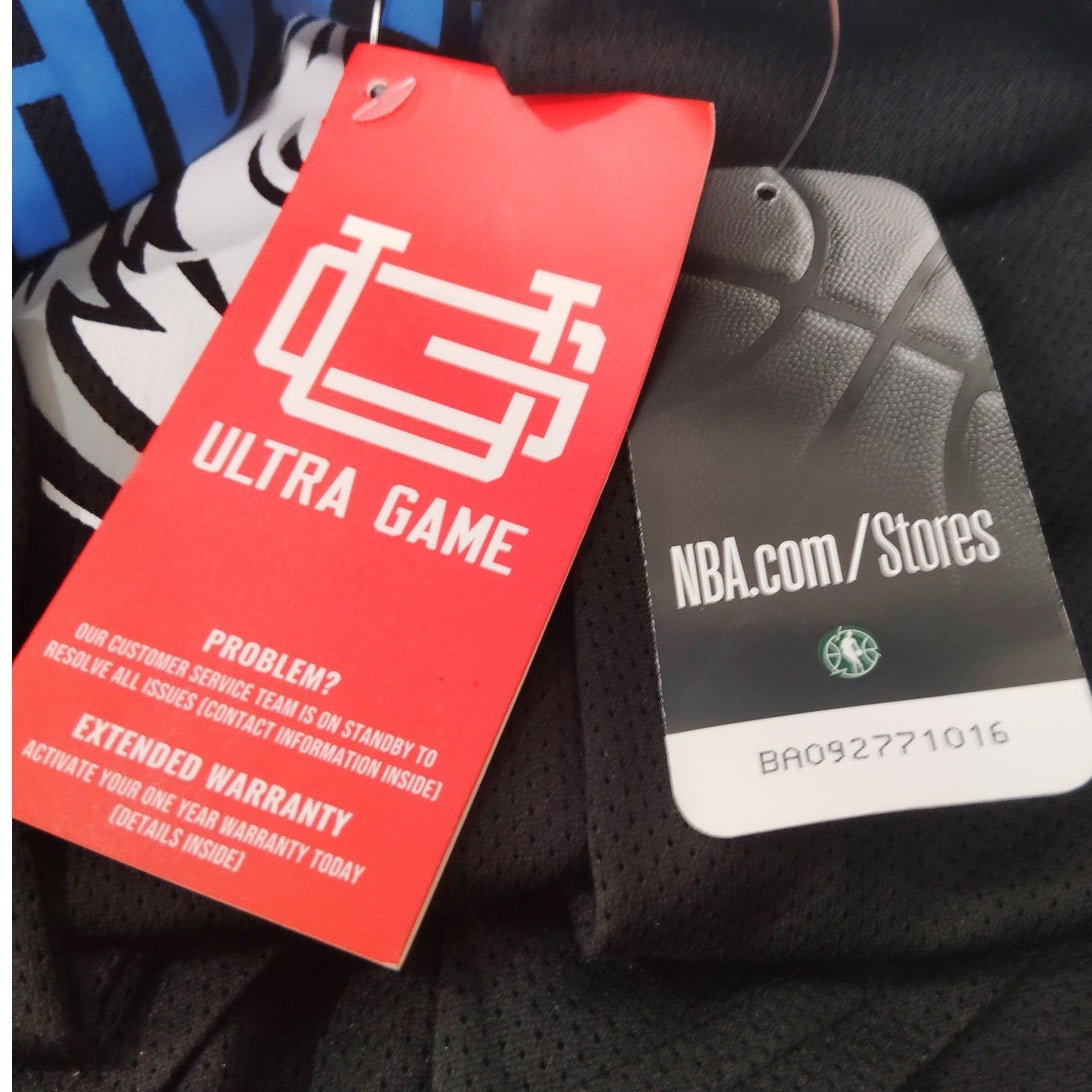 ULTRA GAME
PROBLEM?
OUR CUSTOMER SERVICE TEAM IS ON STANDBY TO
RESOLVE ALL ISSUES (CONTACT INFORMATION INSIDE)
EXTENDED WARRANTY
ACTIVATE YOUR ONE YEAR WARRANTY TODAY
(DETAILS INSIDE)
NBA.com/Stores
BA092771016